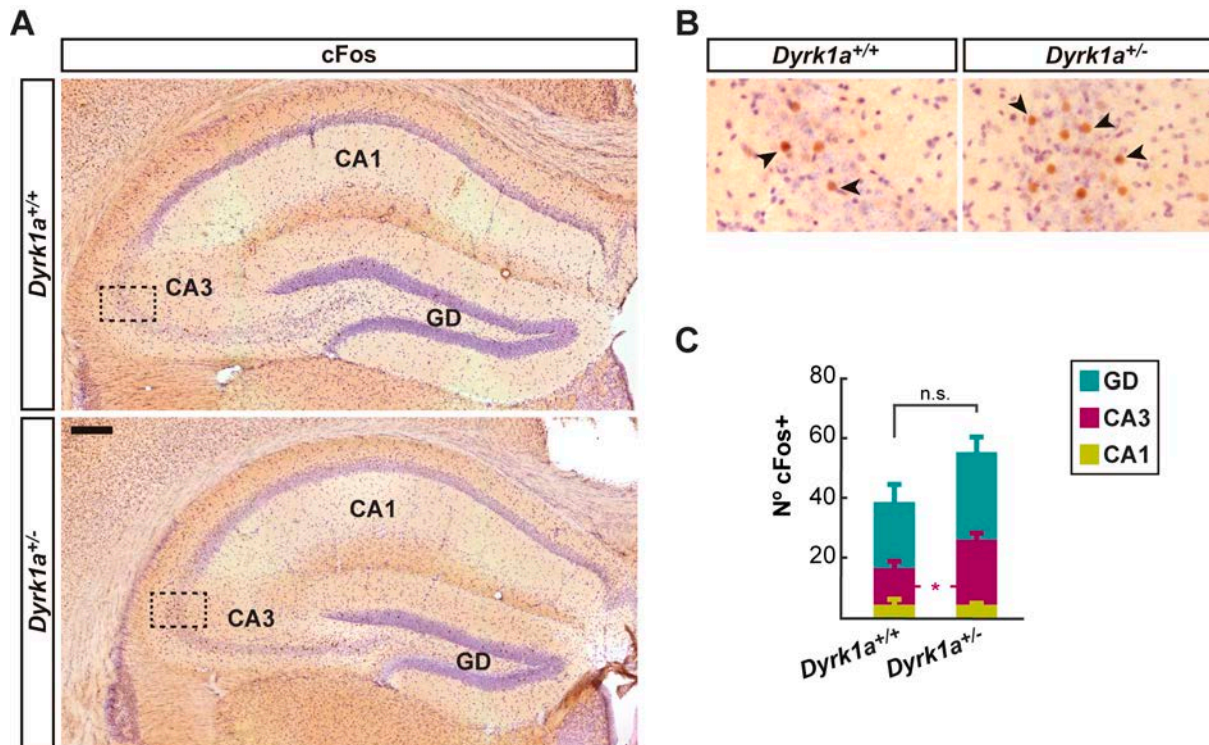 A
cFos
Dyrk1a+/+
CA1
CA3
GD
Dyrk1a+/-
CA1
CA3
GD
B
Dyrk1a+/+
Dyrk1a+/-
C
Nº cFos+
80
60
40
20
n.s.
*
Dyrk1a+/+
Dyrk1a+/-
GD
CA3
CA1